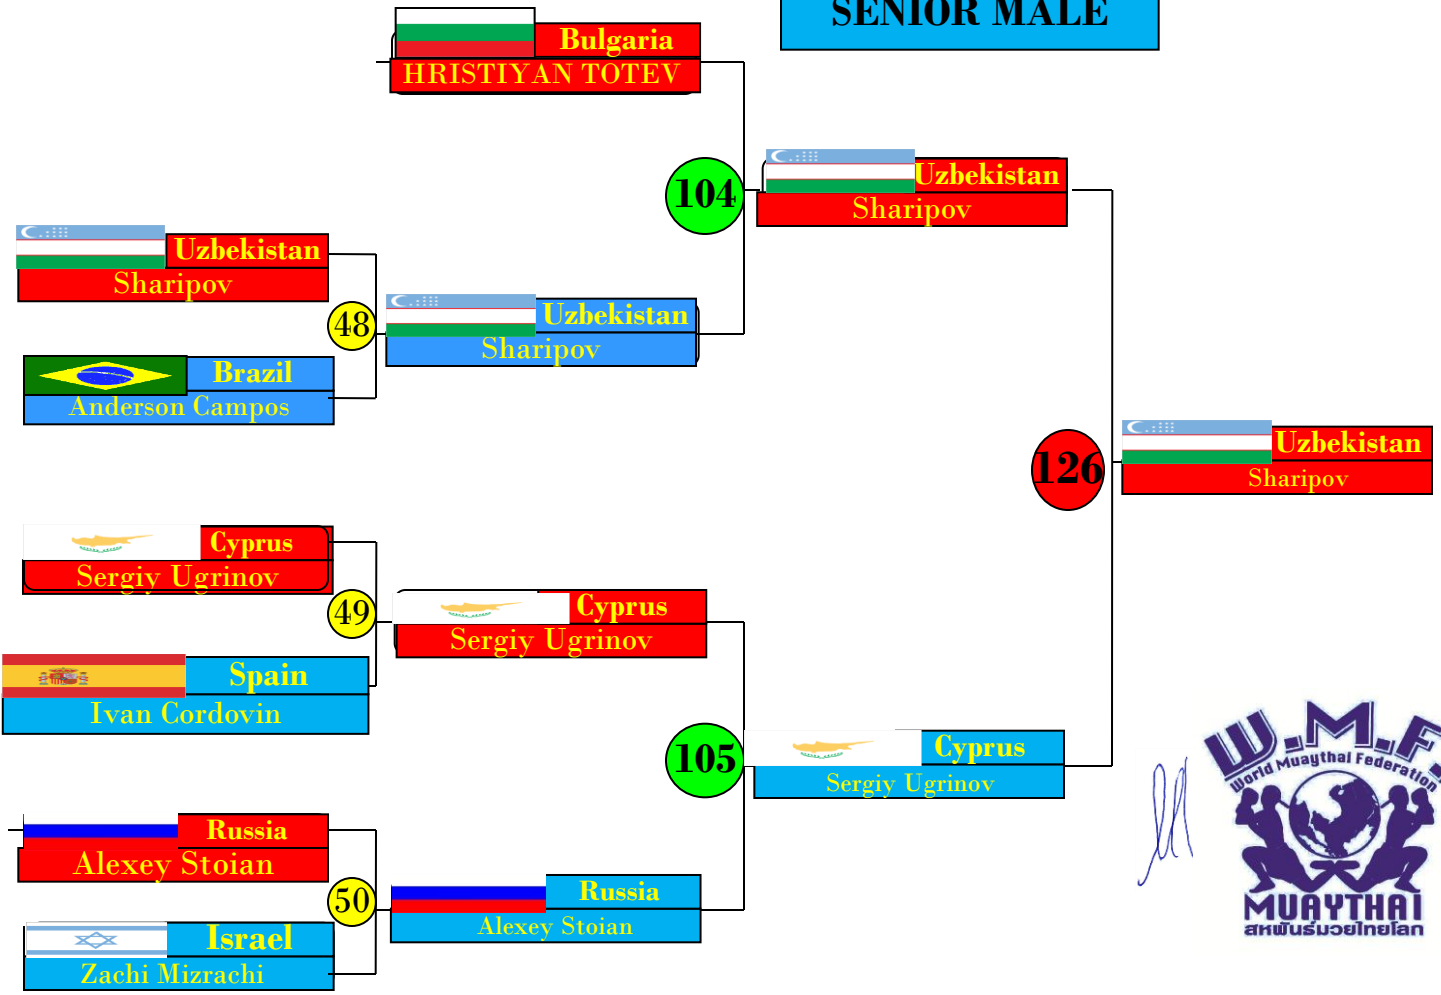 SENIOR MALE
Bulgaria
HRISTIYAN TOTEV
104
Uzbekistan
Sharipov
Uzbekistan
Sharipov
48
Uzbekistan
Sharipov
Brazil
Anderson Campos
126
Uzbekistan
Sharipov
Cyprus
Sergiy Ugrinov
49
Cyprus
Sergiy Ugrinov
Spain
Ivan Cordovin
105
Cyprus
Sergiy Ugrinov
Russia
Alexey Stoian
50
Russia
Alexey Stoian
Israel
Zachi Mizrachi
W.M.F.
World Muaythai Federation
MUAYTHAI
สหพันธ์มวยไทยโลก